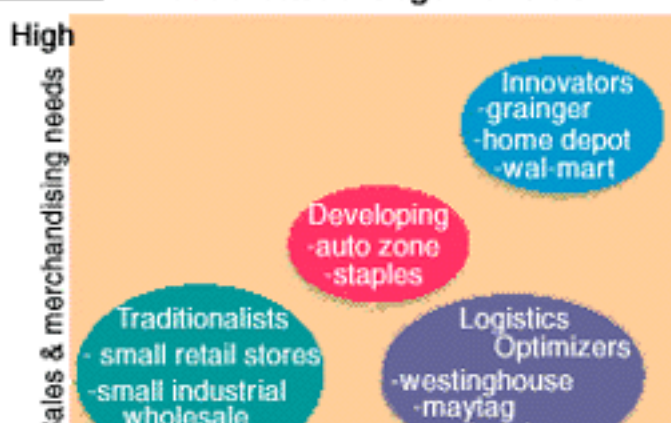 High
ales & merchandising needs
Innovators
-grainger
-home depot
-wal-mart
Developing
-auto zone
-staples
Traditionalists
- small retail stores
-small industrial
wholesale
Logistics
Optimizers
-westinghouse
-maytag